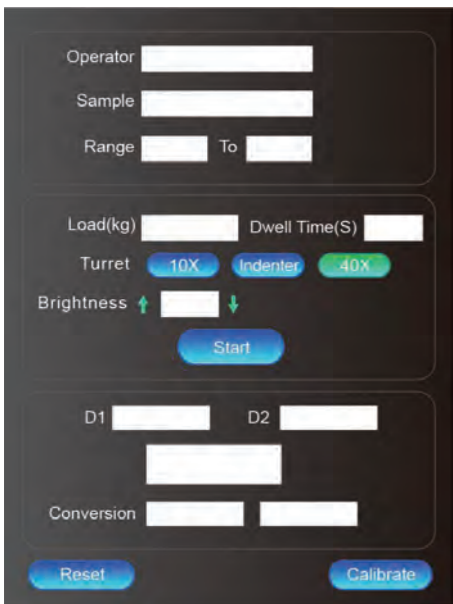 Operator
Sample
Range To
Load(kg) Dwell Time(S)
Turret 10X Indenter 40X
Brightness
Start
D1 D2
Conversion
Reset Calibrate